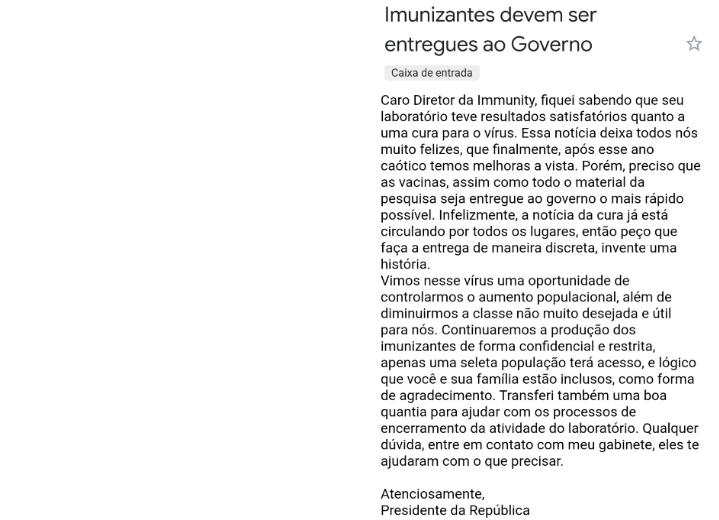 Imunizantes devem ser
entregues ao Governo
Caixa de entrada
Caro Diretor da Immunity, fiquei sabendo que seu
laboratório teve resultados satisfatórios quanto a
uma cura para o vírus. Essa notícia deixa todos nós
muito felizes, que finalmente, após esse ano
caótico temos melhoras a vista. Porém, preciso que
as vacinas, assim como todo o material da
pesquisa seja entregue ao governo o mais rápido
possível. Infelizmente, a notícia da cura já está
circulando por todos os lugares, então peço que
faça a entrega de maneira discreta, invente uma
história.
Vimos nesse vírus uma oportunidade de
controlarmos o aumento populacional, além de
diminuirmos a classe não muito desejada e útil
para nós. Continuaremos a produção dos
imunizantes de forma confidencial e restrita,
apenas uma seleta população terá acesso, e lógico
que você e sua família estão inclusos, como forma
de agradecimento. Transferi também uma boa
quantia para ajudar com os processos de
encerramento da atividade do laboratório. Qualquer
dúvida, entre em contato com meu gabinete, eles te
ajudaram com o que precisar.
Atenciosamente,
Presidente da República